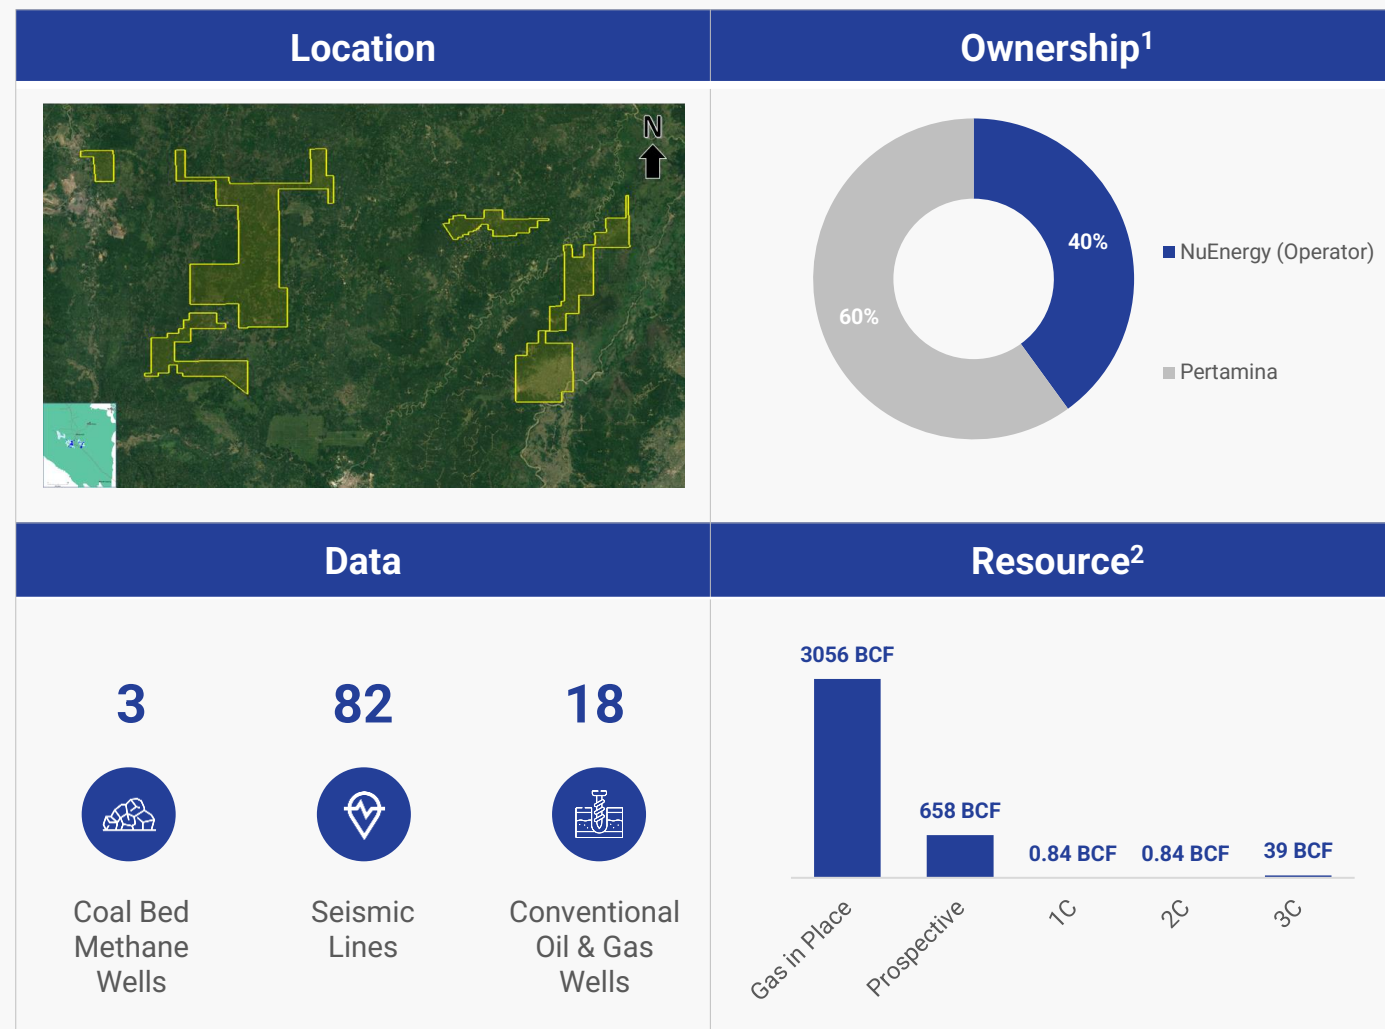 Location
Ownership¹
N
40%
60%
NuEnergy (Operator)
Pertamina
Data
Resource²
3
82
18
Coal Bed
Methane
Wells
Seismic
Lines
Conventional
Oil & Gas
Wells
3056 BCF
658 BCF
0.84 BCF
0.84 BCF
39 BCF
Gas in Place
Prospective
1C
2C
3C